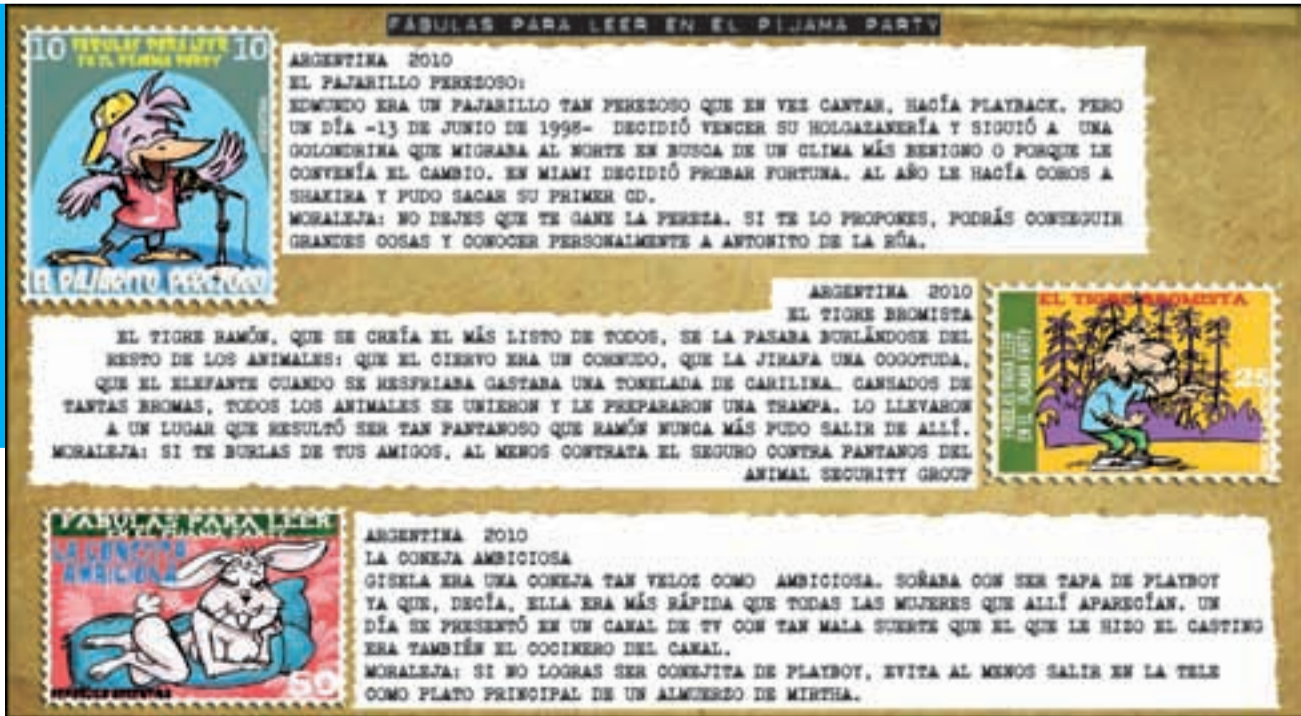 FÁBULAS PARA LEER EN EL PIJAMA PARTY
10 FABULAS PARA LEER 10
EN EL PIJAMA PARTY
EL PAJARITO PEREZOSO
ARGENTINA 2010
EL PAJARILLO PEREZOSO:
EDMUNDO ERA UN PAJARILLO TAN PEREZOSO QUE EN VEZ CANTAR, HACÍA PLAYBACK. PERO
UN DÍA -13 DE JUNIO DE 1998- DECIDIÓ VENCER SU HOLGAZANERÍA Y SIGUIÓ A UNA
GOLONDRINA QUE MIGRABA AL NORTE EN BUSCA DE UN CLIMA MÁS BENIGNO O PORQUE LE
CONVENÍA EL CAMBIO. EN MIAMI DECIDIÓ PROBAR FORTUNA. AL AÑO LE HACÍA COROS A
SHAKIRA Y PUDO SACAR SU PRIMER CD.
MORALEJA: NO DEJES QUE TE GANE LA PEREZA. SI TE LO PROPONES, PODRÁS CONSEGUIR
GRANDES COSAS Y CONOCER PERSONALMENTE A ANTONITO DE LA RÚA.
ARGENTINA 2010
EL TIGRE BROMISTA
EL TIGRE RAMÓN, QUE SE CREÍA EL MÁS LISTO DE TODOS, SE LA PASABA BURLÁNDOSE DEL
RESTO DE LOS ANIMALES: QUE EL CIERVO ERA UN CORNUDO, QUE LA JIRAFA UNA COGOTUDA,
QUE EL ELEFANTE CUANDO SE RESFRIABA GASTABA UNA TONELADA DE CARILINA. CANSADOS DE
TANTAS BROMAS, TODOS LOS ANIMALES SE UNIERON Y LE PREPARARON UNA TRAMPA. LO LLEVARON
A UN LUGAR QUE RESULTÓ SER TAN PANTANOSO QUE RAMÓN NUNCA MÁS PUDO SALIR DE ALLÍ.
MORALEJA: SI TE BURLAS DE TUS AMIGOS, AL MENOS CONTRATA EL SEGURO CONTRA PANTANOS DEL
ANIMAL SECURITY GROUP
EL TIGRE BROMISTA
FABULAS PARA LEER
EN EL PIJAMA PARTY
25
FABULAS PARA LEER
LA CONEJITA
AMBICIOSA
REPUBLICA ARGENTINA
50
ARGENTINA 2010
LA CONEJA AMBICIOSA
GISELA ERA UNA CONEJA TAN VELOZ COMO AMBICIOSA. SOÑABA CON SER TAPA DE PLAYBOY
YA QUE, DECÍA, ELLA ERA MÁS RÁPIDA QUE TODAS LAS MUJERES QUE ALLÍ APARECÍAN. UN
DÍA SE PRESENTÓ EN UN CANAL DE TV CON TAN MALA SUERTE QUE EL QUE LE HIZO EL CASTING
ERA TAMBIÉN EL COCINERO DEL CANAL.
MORALEJA: SI NO LOGRAS SER CONEJITA DE PLAYBOY, EVITA AL MENOS SALIR EN LA TELE
COMO PLATO PRINCIPAL DE UN ALMUERZO DE MIRTHA.